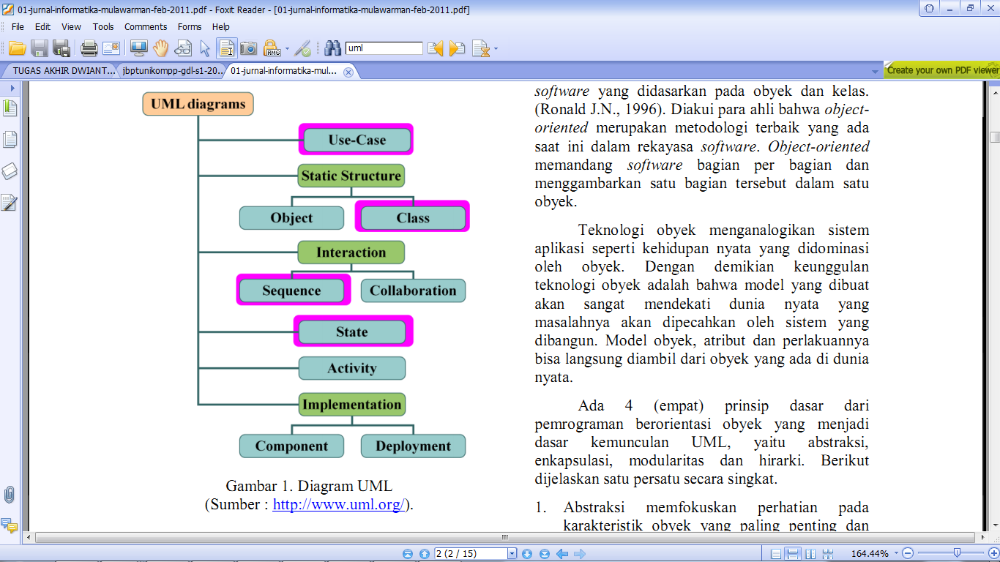 01-jurnal-informatika-mulawarman-feb-2011.pdf - Foxit Reader - [01-jurnal-informatika-mulawarman-feb-2011.pdf]
File Edit View Tools Comments Forms Help
RMS
uml
TUGAS AKHIR DWIANT...
jbptunikompp-gdl-s1-20...
01-jurnal-informatika-mul...
Create your own PDF viewer
UML diagrams
Use-Case
Static Structure
Object
Class
Interaction
Sequence
Collaboration
State
Activity
Implementation
Component
Deployment
Gambar 1. Diagram UML
(Sumber : http://www.uml.org/).
software yang didasarkan pada obyek dan kelas.
(Ronald J.N., 1996). Diakui para ahli bahwa object-
oriented merupakan metodologi terbaik yang ada
saat ini dalam rekayasa software. Object-oriented
memandang software bagian per bagian dan
menggambarkan satu bagian tersebut dalam satu
obyek.
Teknologi obyek menganalogikan sistem
aplikasi seperti kehidupan nyata yang didominasi
oleh obyek. Dengan demikian keunggulan
teknologi obyek adalah bahwa model yang dibuat
akan sangat mendekati dunia nyata yang
masalahnya akan dipecahkan oleh sistem yang
dibangun. Model obyek, atribut dan perlakuannya
bisa langsung diambil dari obyek yang ada di dunia
nyata.
Ada 4 (empat) prinsip dasar dari
pemrograman berorientasi obyek yang menjadi
dasar kemunculan UML, yaitu abstraksi,
enkapsulasi, modularitas dan hirarki. Berikut
dijelaskan satu persatu secara singkat.
1. Abstraksi memfokuskan perhatian pada
karakteristik obyek yang paling penting dan
2 (2 / 15)
164.44%